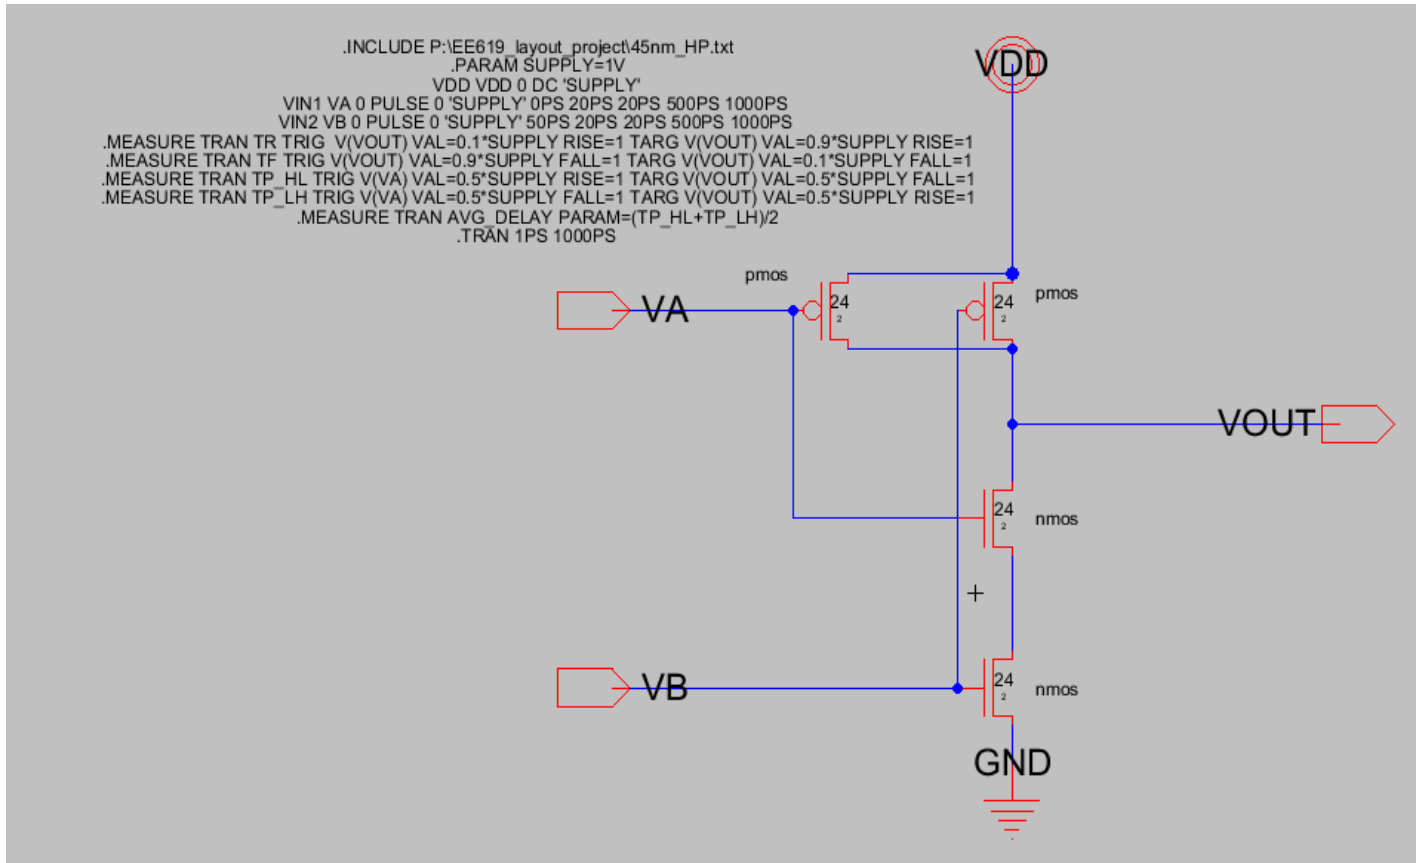 .INCLUDE P:\EE619_layout_project\45nm_HP.txt
.PARAM SUPPLY=1V
VDD VDD 0 DC 'SUPPLY'
VIN1 VA 0 PULSE 0 'SUPPLY' 0PS 20PS 20PS 500PS 1000PS
VIN2 VB 0 PULSE 0 'SUPPLY' 50PS 20PS 20PS 500PS 1000PS
.MEASURE TRAN TR TRIG V(VOUT) VAL=0.1*SUPPLY RISE=1 TARG V(VOUT) VAL=0.9*SUPPLY RISE=1
.MEASURE TRAN TF TRIG V(VOUT) VAL=0.9*SUPPLY FALL=1 TARG V(VOUT) VAL=0.1*SUPPLY FALL=1
.MEASURE TRAN TP_HL TRIG V(VA) VAL=0.5*SUPPLY RISE=1 TARG V(VOUT) VAL=0.5*SUPPLY FALL=1
.MEASURE TRAN TP_LH TRIG V(VA) VAL=0.5*SUPPLY FALL=1 TARG V(VOUT) VAL=0.5*SUPPLY RISE=1
.MEASURE TRAN AVG_DELAY PARAM=(TP_HL+TP_LH)/2
.TRAN 1PS 1000PS
VDD
pmos
24
2
24
2
pmos
VA
VOUT
24
2
nmos
VB
24
2
nmos
GND